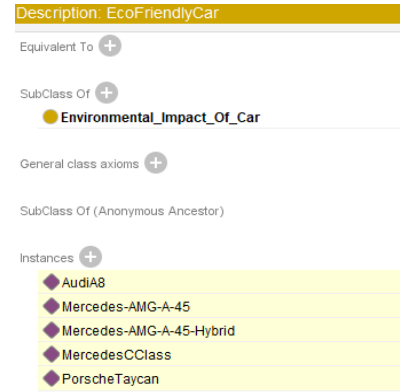 Description: EcoFriendlyCar
Equivalent To
SubClass Of
Environmental_Impact_Of_Car
General class axioms
SubClass Of (Anonymous Ancestor)
Instances
AudiA8
Mercedes-AMG-A-45
Mercedes-AMG-A-45-Hybrid
MercedesCClass
PorscheTaycan